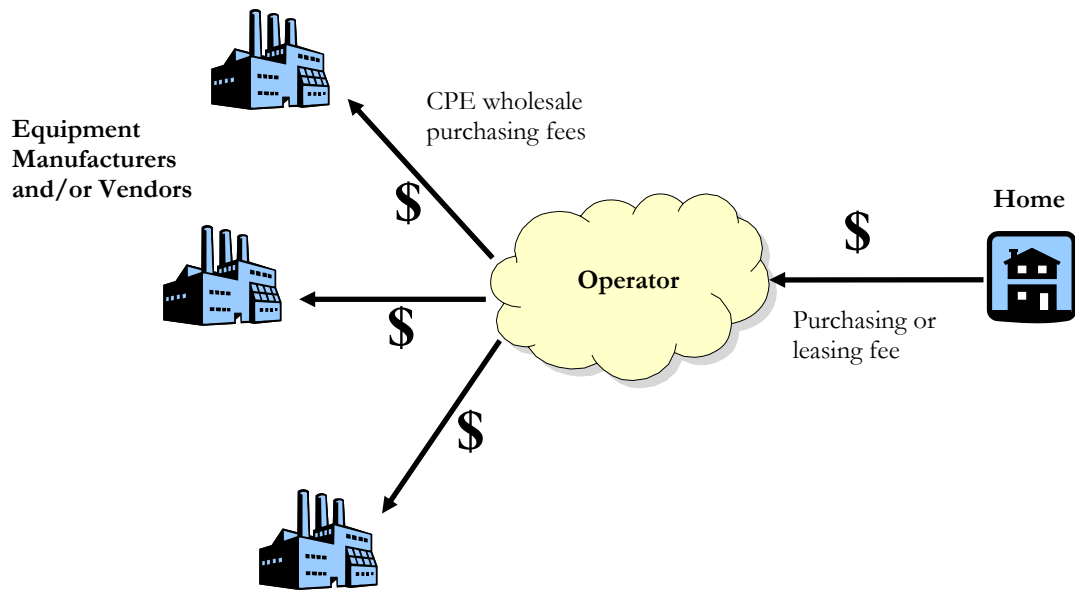 CPE wholesale
purchasing fees
Equipment
Manufacturers
and/or Vendors
$
Home
$
Operator
$
Purchasing or
leasing fee
$